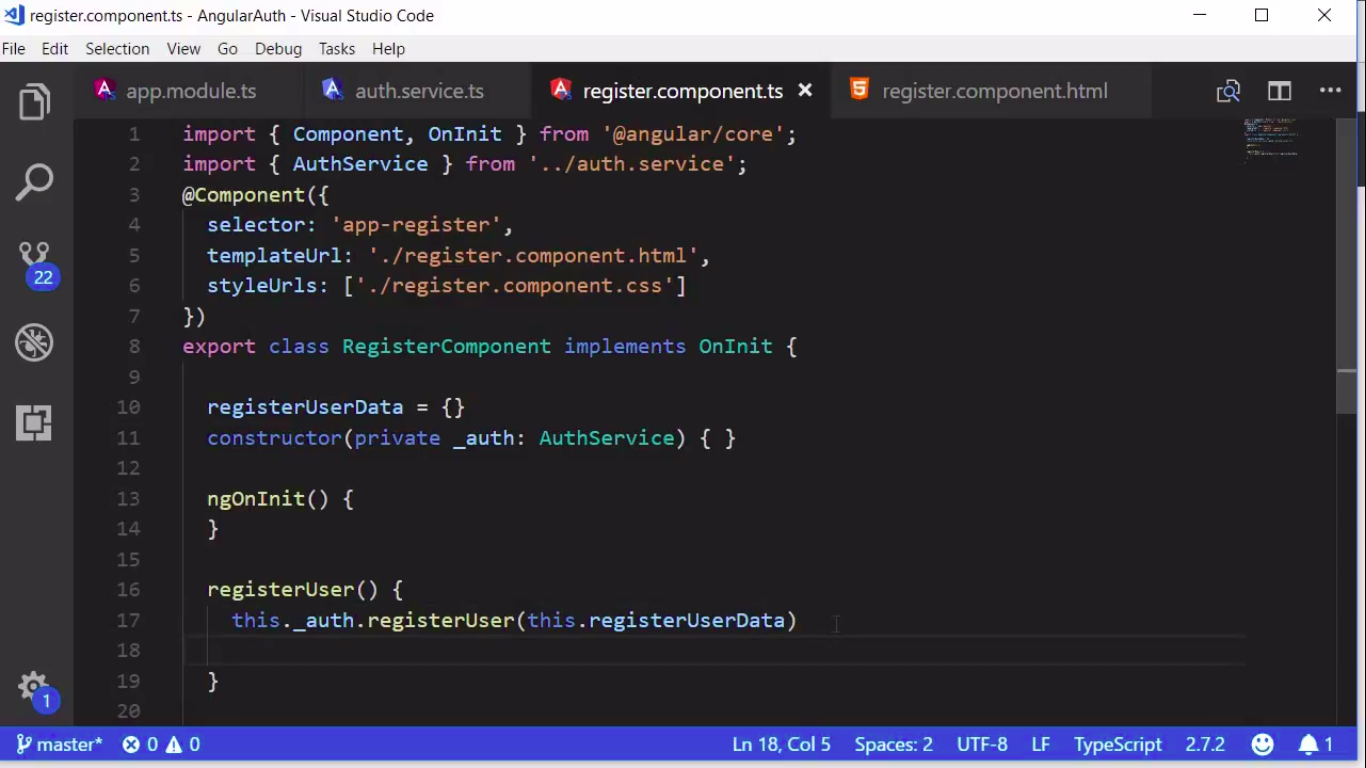 register.component.ts - AngularAuth - Visual Studio Code
File Edit Selection View Go Debug Tasks Help
app.module.ts auth.service.ts register.component.ts register.component.html
1 import { Component, OnInit } from '@angular/core';
2 import { AuthService } from '../auth.service';
3 @Component({
4 selector: 'app-register',
5 templateUrl: './register.component.html',
6 styleUrls: ['./register.component.css']
7 })
8 export class RegisterComponent implements OnInit {
9
10 registerUserData = {}
11 constructor(private _auth: AuthService) { }
12
13 ngOnInit() {
14 }
15
16 registerUser() {
17 this._auth.registerUser(this.registerUserData)
18
19 }
20
22
1
master* 0 0 Ln 18, Col 5 Spaces: 2 UTF-8 LF TypeScript 2.7.2 1